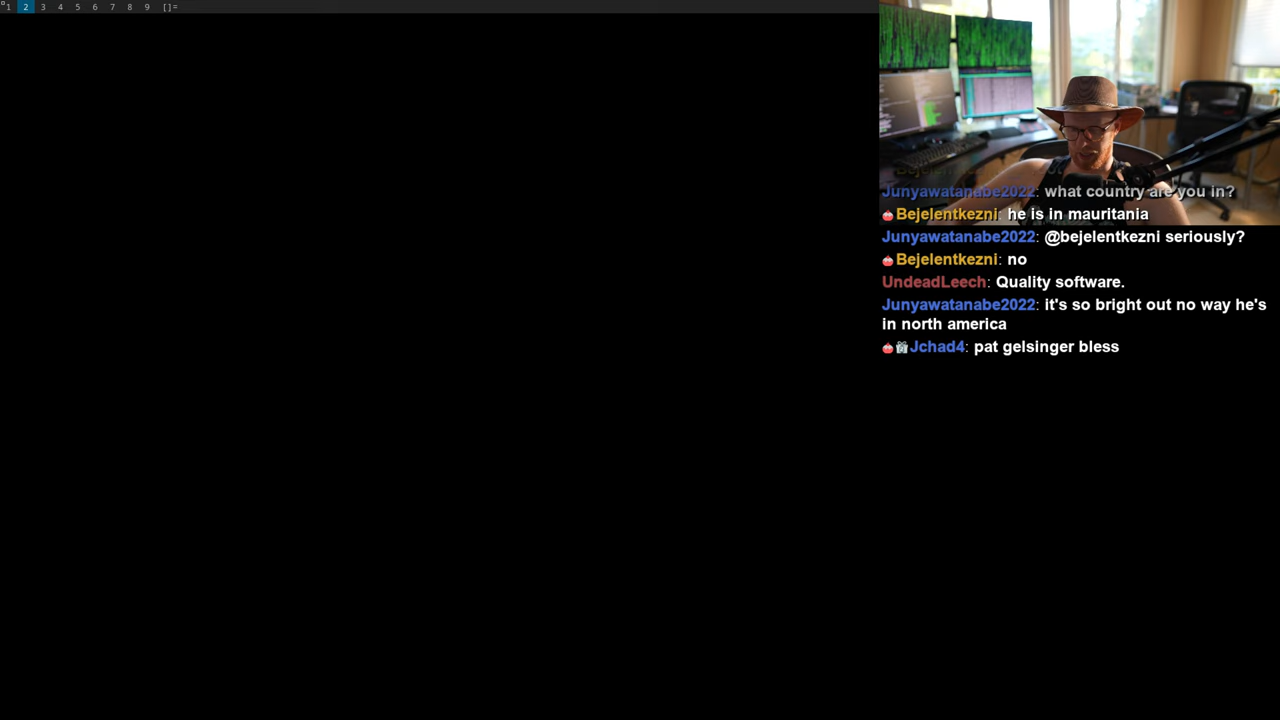 1 2 3 4 5 6 7 8 9 []=
Junyawatanabe2022: what country are you in?
Bejelentkezni: he is in mauritania
Junyawatanabe2022: @bejelentkezni seriously?
Bejelentkezni: no
UndeadLeech: Quality software.
Junyawatanabe2022: it's so bright out no way he's
in north america
Jchad4: pat gelsinger bless